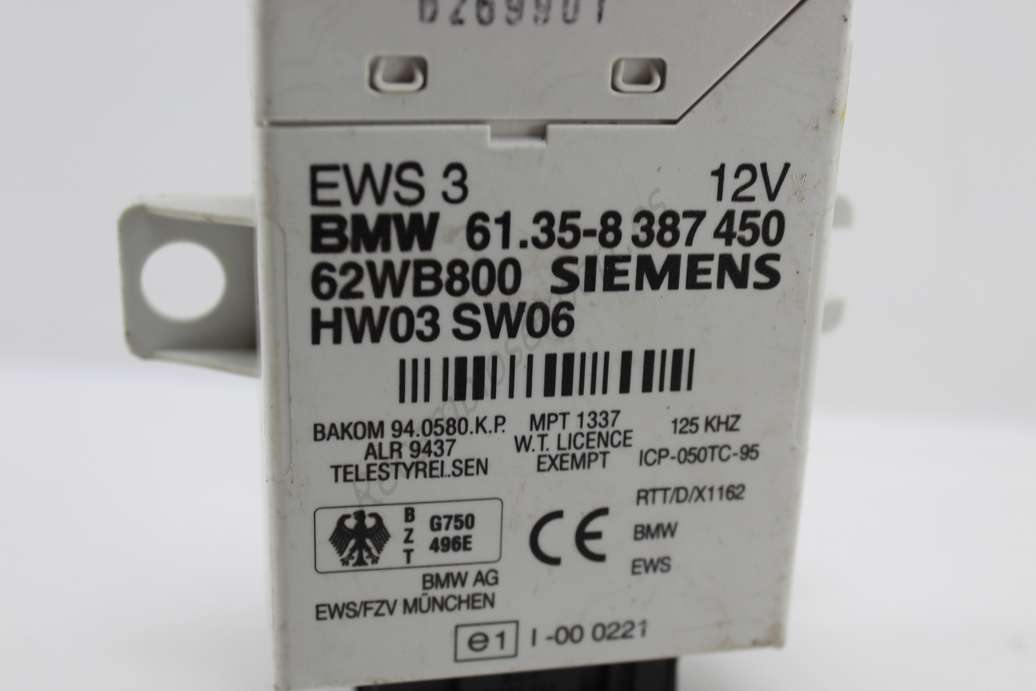 EWS 3 12V
BMW 61.35-8 387 450
62WB800 SIEMENS
HW03 SW06
BAKOM 94.0580.K.P. MPT 1337 125 KHZ
ALR 9437 W.T. LICENCE
TELESTYRELSEN EXEMPT ICP-050TC-95
RTT/D/X1162
B
Z
T
G750
496E
CE
BMW
EWS
BMW AG
EWS/FZV MÜNCHEN
e1 I-00 0221